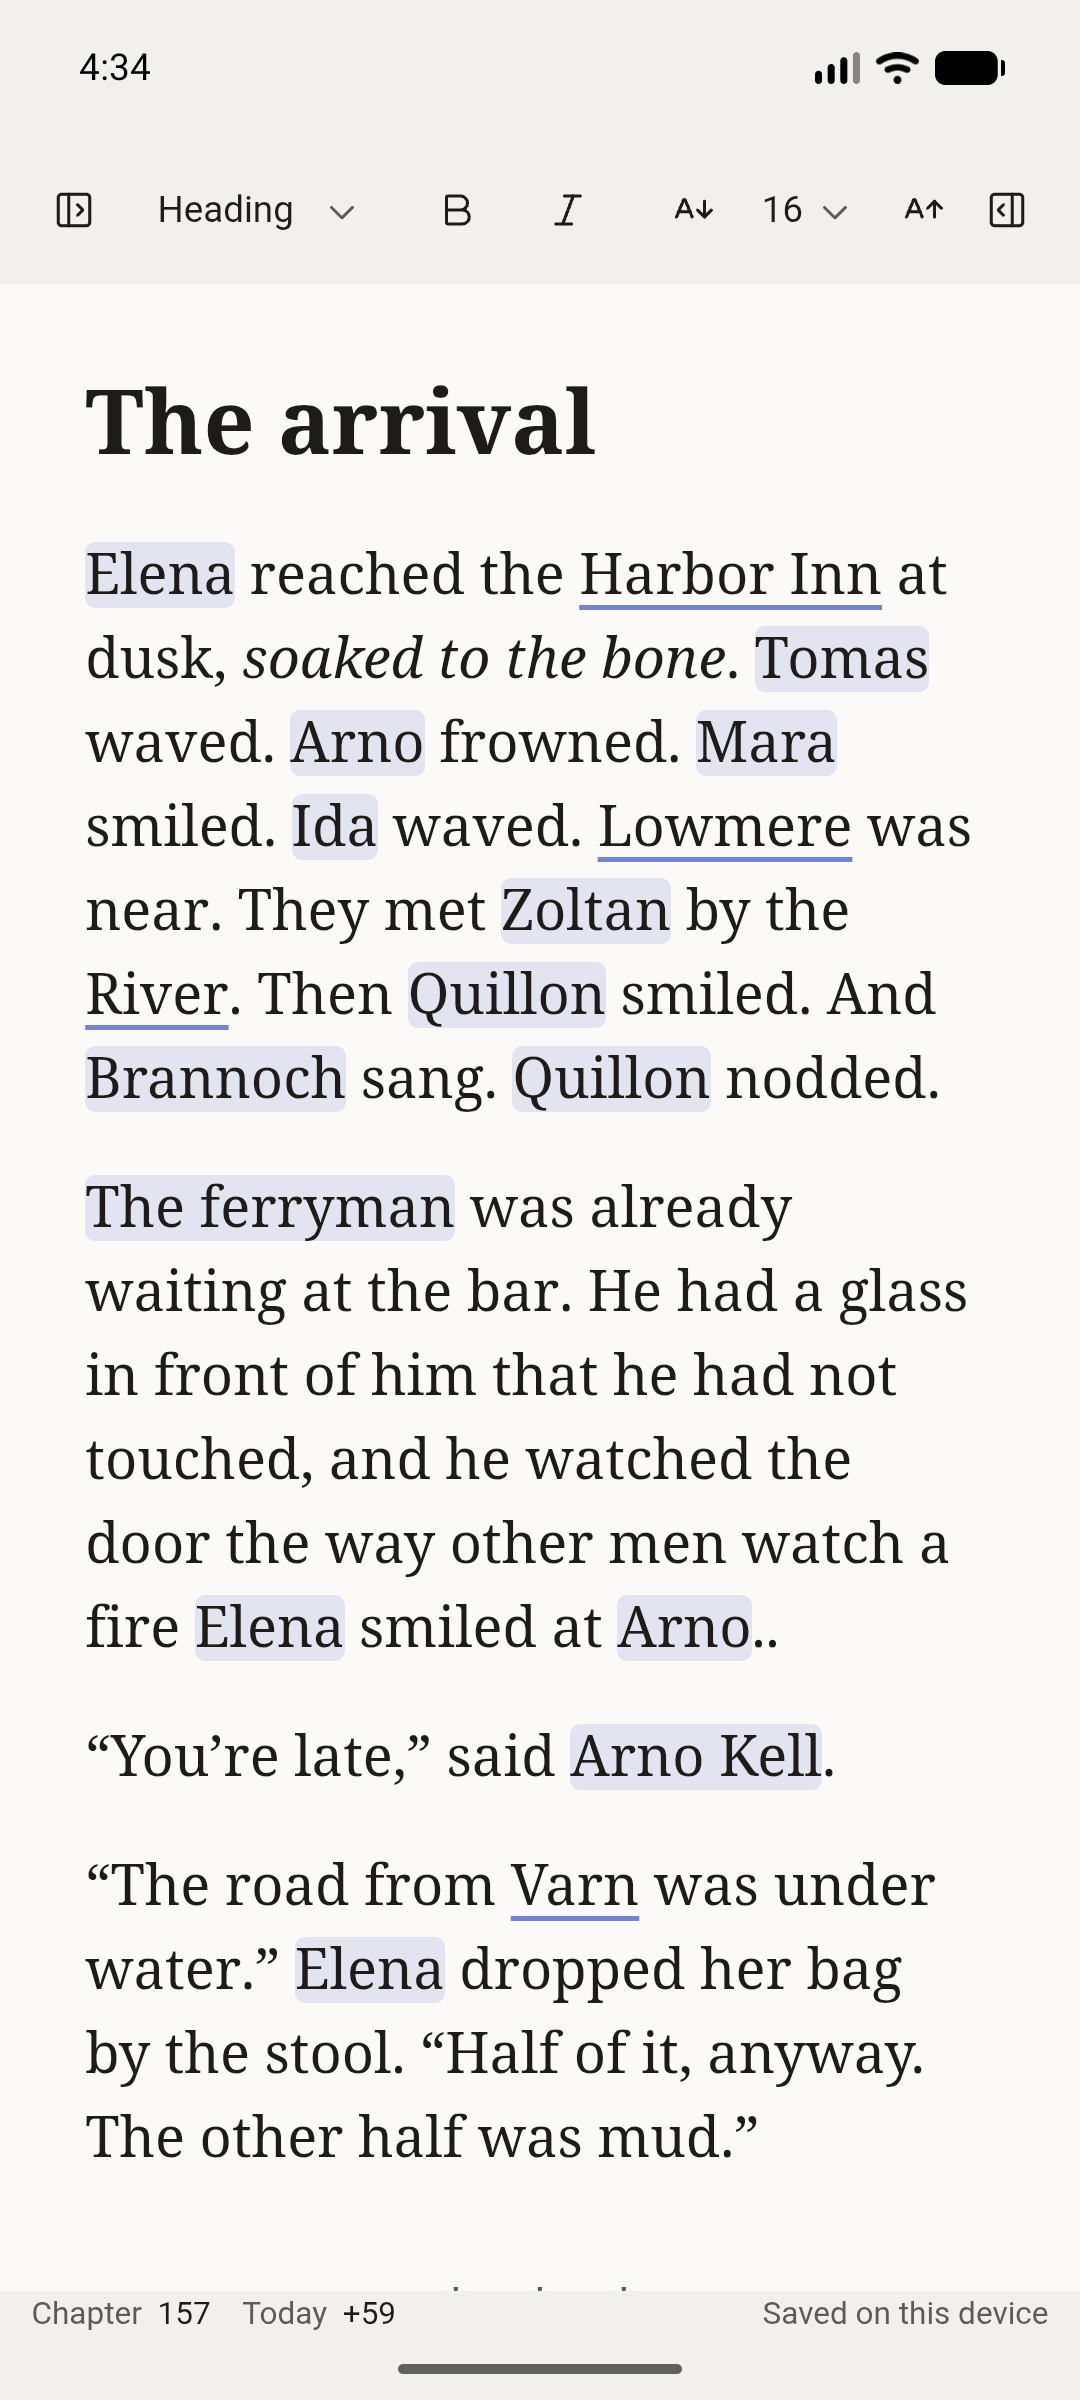 4:34
Heading 16
The arrival
Elena reached the Harbor Inn at
dusk, soaked to the bone. Tomas
waved. Arno frowned. Mara
smiled. Ida waved. Lowmere was
near. They met Zoltan by the
River. Then Quillon smiled. And
Brannoch sang. Quillon nodded.
The ferryman was already
waiting at the bar. He had a glass
in front of him that he had not
touched, and he watched the
door the way other men watch a
fire Elena smiled at Arno..
“You’re late,” said Arno Kell.
“The road from Varn was under
water.” Elena dropped her bag
by the stool. “Half of it, anyway.
The other half was mud.”
Chapter 157 Today +59 Saved on this device